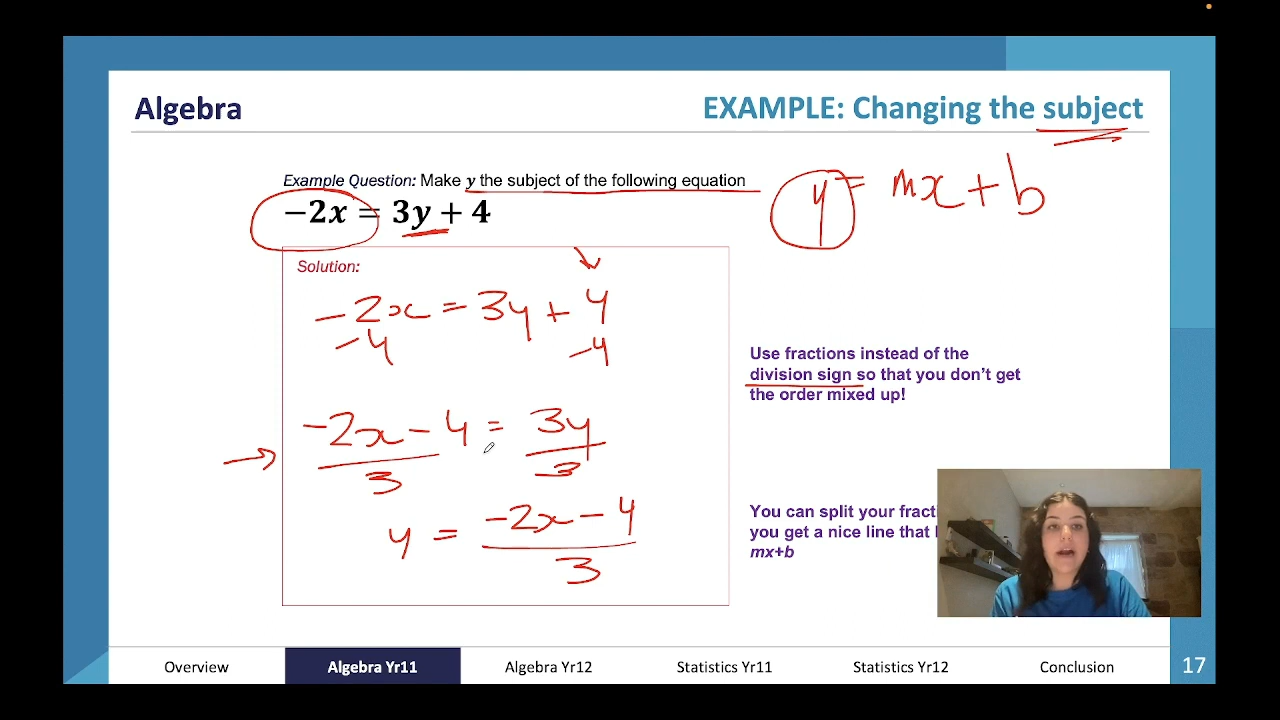 Algebra
EXAMPLE: Changing the subject
Example Question: Make y the subject of the following equation
−2x = 3y + 4
y = mx + b
Solution:
-2x = 3y + 4
-4 -4
-2x - 4 = 3y
3 3
y = -2x - 4
3
Use fractions instead of the
division sign so that you don't get
the order mixed up!
You can split your
you get a nice line that
mx+b
Overview Algebra Yr11 Algebra Yr12 Statistics Yr11 Statistics Yr12 Conclusion 17